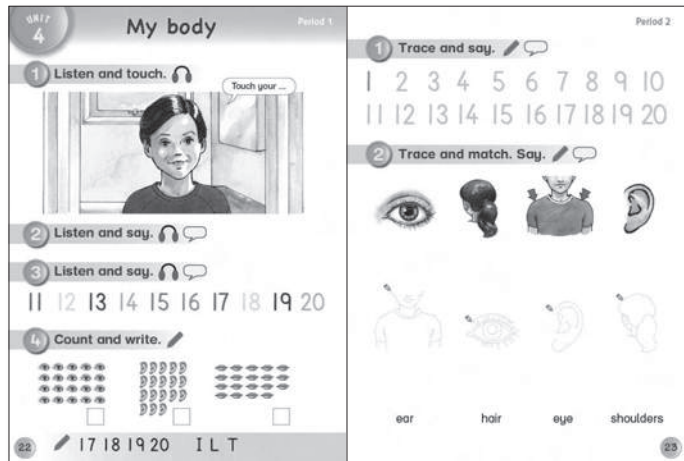 UNIT
4
My body
Period 1
1 Listen and touch.
Touch your ...
2 Listen and say.
3 Listen and say.
11 12 13 14 15 16 17 18 19 20
4 Count and write.
22
17 18 19 20 I L T
Period 2
1 Trace and say.
1 2 3 4 5 6 7 8 9 10
11 12 13 14 15 16 17 18 19 20
2 Trace and match. Say.
ear hair eye shoulders
23